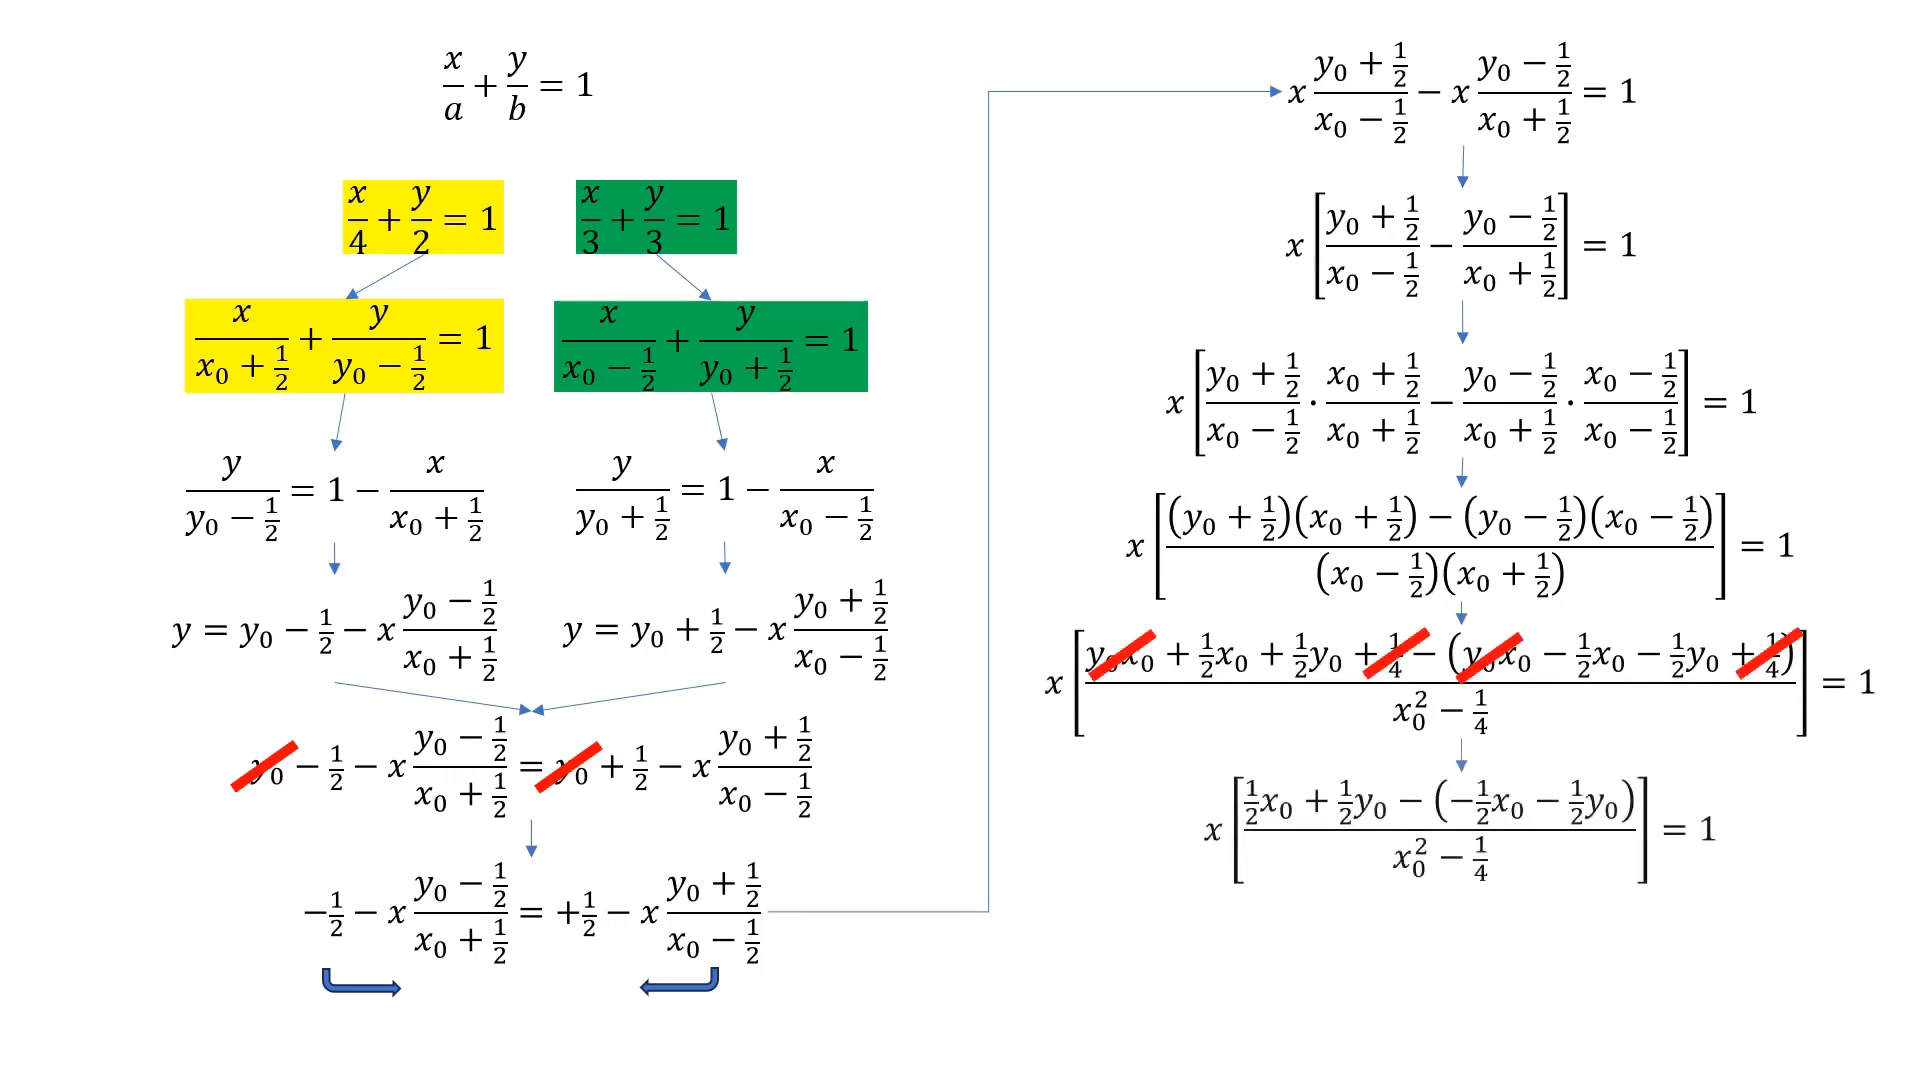 x/a + y/b = 1
x/4 + y/2 = 1
x/3 + y/3 = 1
x/(x₀ + 1/2) + y/(y₀ − 1/2) = 1
x/(x₀ − 1/2) + y/(y₀ + 1/2) = 1
y/(y₀ − 1/2) = 1 − x/(x₀ + 1/2)
y/(y₀ + 1/2) = 1 − x/(x₀ − 1/2)
y = y₀ − 1/2 − x (y₀ − 1/2)/(x₀ + 1/2)
y = y₀ + 1/2 − x (y₀ + 1/2)/(x₀ − 1/2)
y₀ − 1/2 − x (y₀ − 1/2)/(x₀ + 1/2) = y₀ + 1/2 − x (y₀ + 1/2)/(x₀ − 1/2)
−1/2 − x (y₀ − 1/2)/(x₀ + 1/2) = +1/2 − x (y₀ + 1/2)/(x₀ − 1/2)
x (y₀ + 1/2)/(x₀ − 1/2) − x (y₀ − 1/2)/(x₀ + 1/2) = 1
x [(y₀ + 1/2)/(x₀ − 1/2) − (y₀ − 1/2)/(x₀ + 1/2)] = 1
x [(y₀ + 1/2)/(x₀ − 1/2) · (x₀ + 1/2)/(x₀ + 1/2) − (y₀ − 1/2)/(x₀ + 1/2) · (x₀ − 1/2)/(x₀ − 1/2)] = 1
x [((y₀ + 1/2)(x₀ + 1/2) − (y₀ − 1/2)(x₀ − 1/2))/((x₀ − 1/2)(x₀ + 1/2))] = 1
x [(y₀x₀ + 1/2x₀ + 1/2y₀ + 1/4 − (y₀x₀ − 1/2x₀ − 1/2y₀ + 1/4))/(x₀² − 1/4)] = 1
x [(1/2x₀ + 1/2y₀ − (−1/2x₀ − 1/2y₀))/(x₀² − 1/4)] = 1